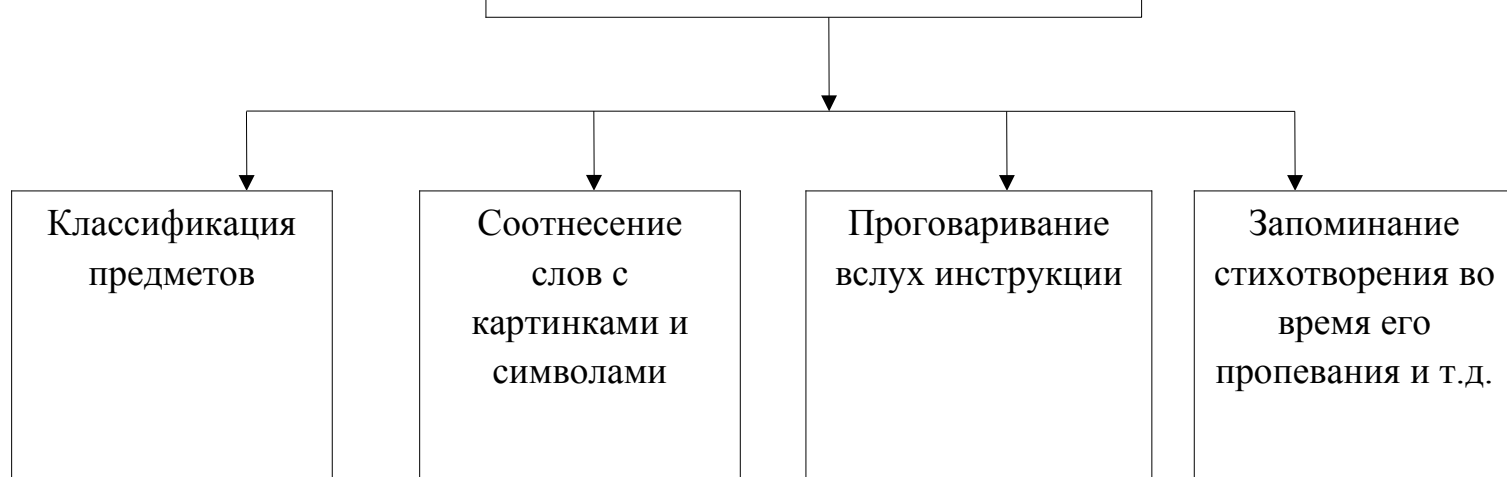 Классификация
предметов
Соотнесение
слов с
картинками и
символами
Проговаривание
вслух инструкции
Запоминание
стихотворения во
время его
пропевания и т.д.